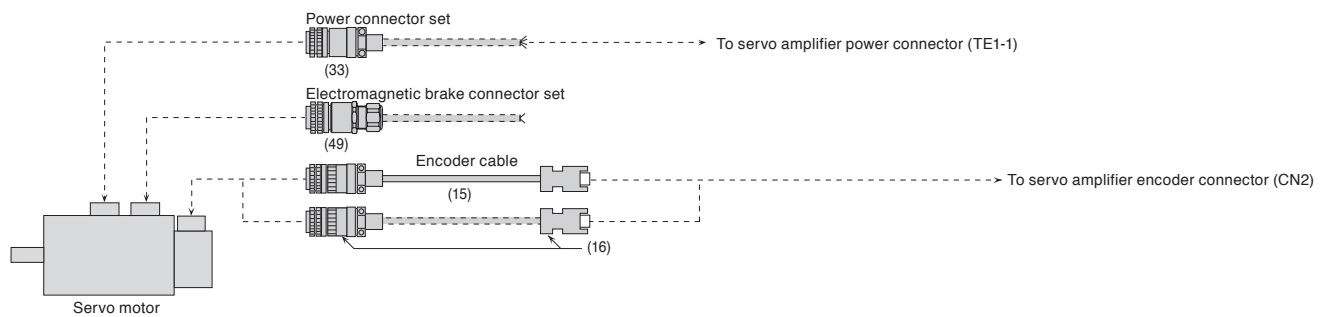 Power connector set
To servo amplifier power connector (TE1-1)
(33)
Electromagnetic brake connector set
(49)
Encoder cable
(15)
To servo amplifier encoder connector (CN2)
(16)
Servo motor